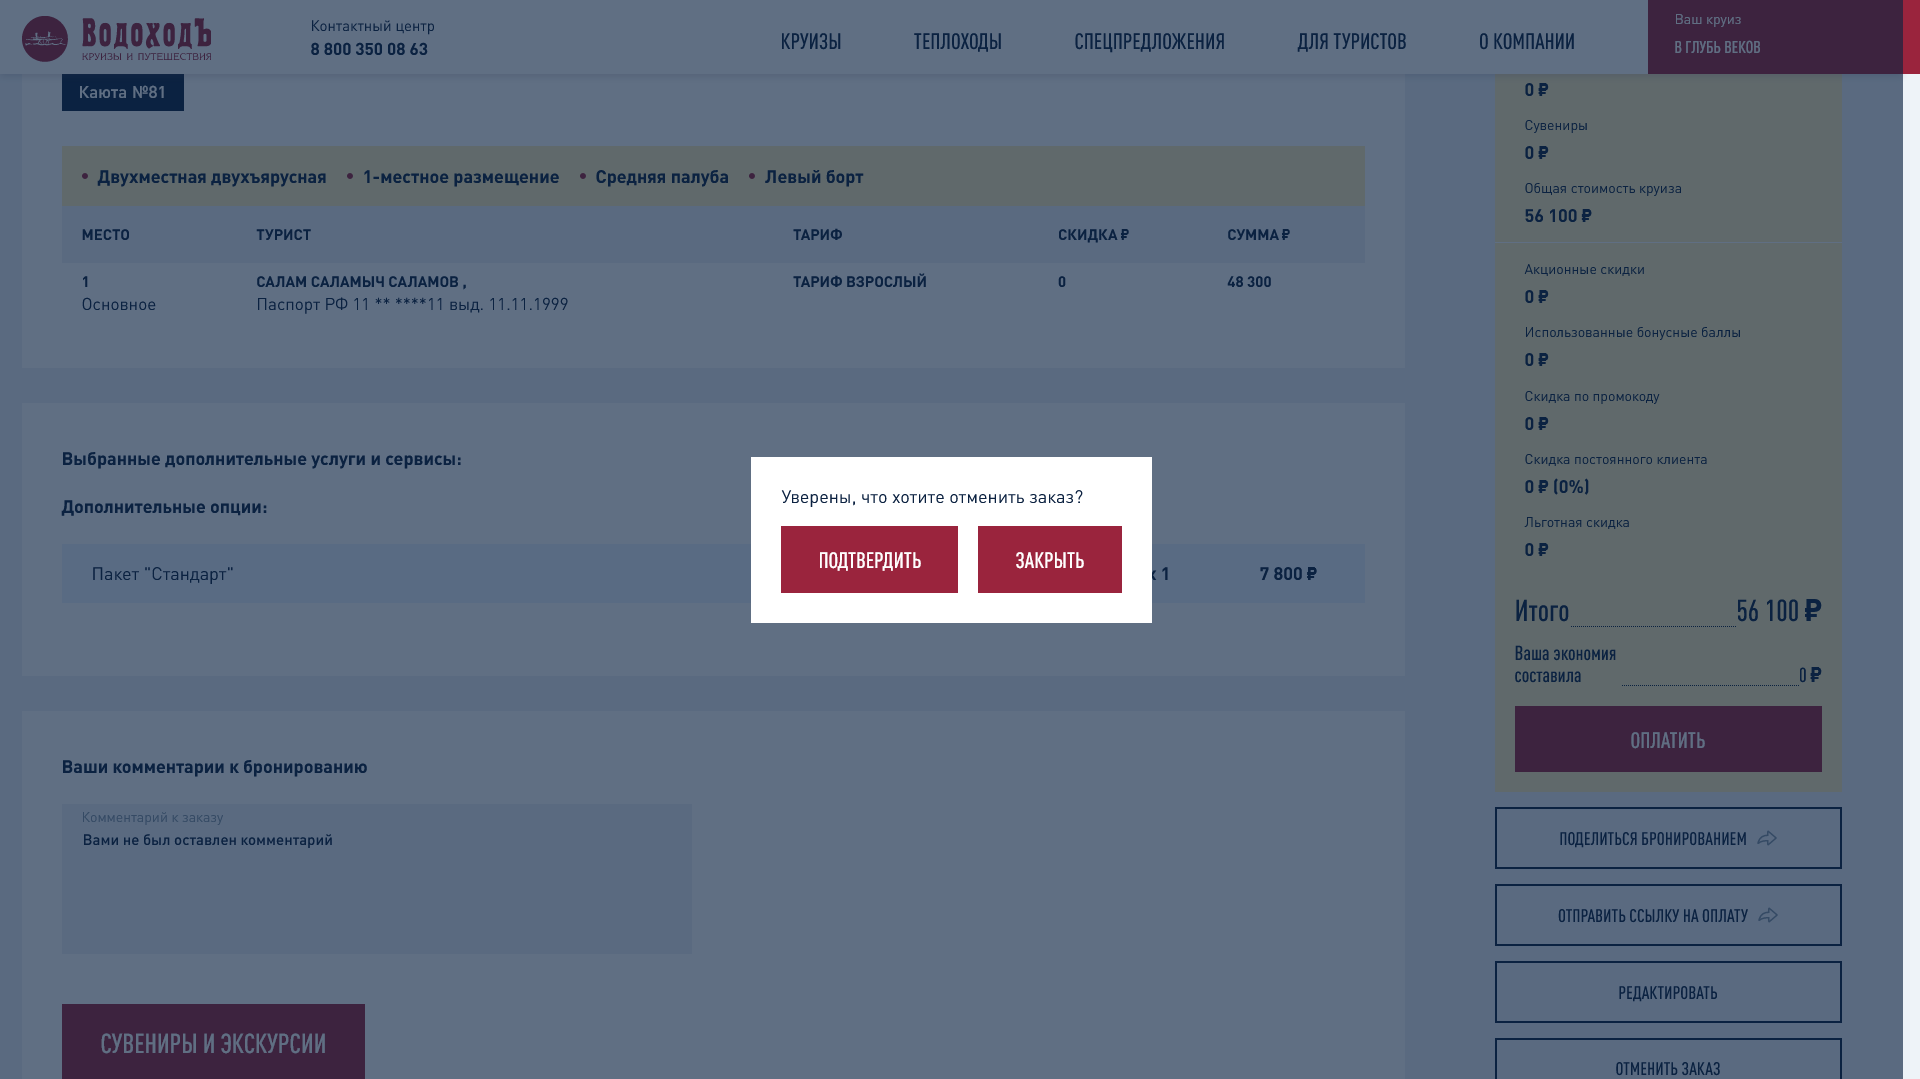 ВодоходЪ
КРУИЗЫ И ПУТЕШЕСТВИЯ
Контактный центр
8 800 350 08 63
КРУИЗЫ
ТЕПЛОХОДЫ
СПЕЦПРЕДЛОЖЕНИЯ
ДЛЯ ТУРИСТОВ
О КОМПАНИИ
Ваш круиз
В ГЛУБЬ ВЕКОВ
Каюта №81
• Двухместная двухъярусная • 1-местное размещение • Средняя палуба • Левый борт
МЕСТО ТУРИСТ ТАРИФ СКИДКА ₽ СУММА ₽
1 САЛАМ САЛАМЫЧ САЛАМОВ , ТАРИФ ВЗРОСЛЫЙ 0 48 300
Основное Паспорт РФ 11 ** ****11 выд. 11.11.1999
Выбранные дополнительные услуги и сервисы:
Дополнительные опции:
Пакет "Стандарт" x 1 7 800 ₽
Уверены, что хотите отменить заказ?
ПОДТВЕРДИТЬ
ЗАКРЫТЬ
Ваши комментарии к бронированию
Комментарий к заказу
Вами не был оставлен комментарий
СУВЕНИРЫ И ЭКСКУРСИИ
0 ₽
Сувениры
0 ₽
Общая стоимость круиза
56 100 ₽
Акционные скидки
0 ₽
Использованные бонусные баллы
0 ₽
Скидка по промокоду
0 ₽
Скидка постоянного клиента
0 ₽ (0%)
Льготная скидка
0 ₽
Итого 56 100 ₽
Ваша экономия
составила 0 ₽
ОПЛАТИТЬ
ПОДЕЛИТЬСЯ БРОНИРОВАНИЕМ
ОТПРАВИТЬ ССЫЛКУ НА ОПЛАТУ
РЕДАКТИРОВАТЬ
ОТМЕНИТЬ ЗАКАЗ